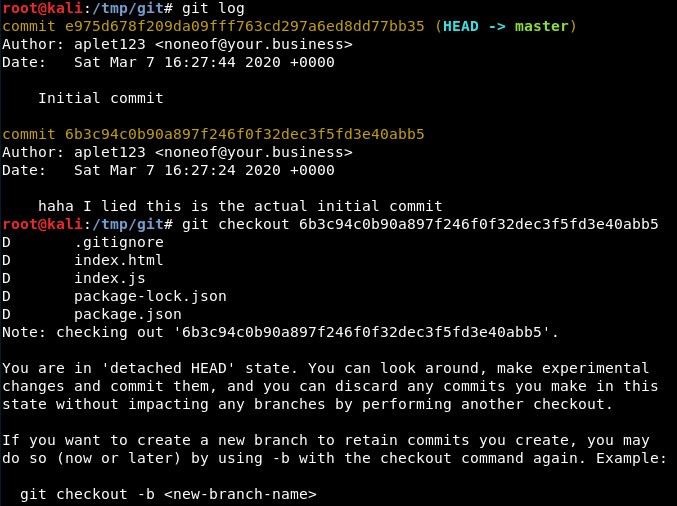 root@kali:/tmp/git# git log
commit e975d678f209da09fff763cd297a6ed8dd77bb35 (HEAD -> master)
Author: aplet123 <noneof@your.business>
Date:   Sat Mar 7 16:27:44 2020 +0000
    Initial commit
commit 6b3c94c0b90a897f246f0f32dec3f5fd3e40abb5
Author: aplet123 <noneof@your.business>
Date:   Sat Mar 7 16:27:24 2020 +0000
    haha I lied this is the actual initial commit
root@kali:/tmp/git# git checkout 6b3c94c0b90a897f246f0f32dec3f5fd3e40abb5
D       .gitignore
D       index.html
D       index.js
D       package-lock.json
D       package.json
Note: checking out '6b3c94c0b90a897f246f0f32dec3f5fd3e40abb5'.
You are in 'detached HEAD' state. You can look around, make experimental
changes and commit them, and you can discard any commits you make in this
state without impacting any branches by performing another checkout.
If you want to create a new branch to retain commits you create, you may
do so (now or later) by using -b with the checkout command again. Example:
  git checkout -b <new-branch-name>